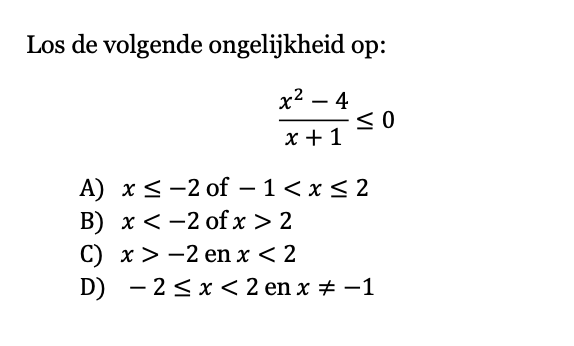 Los de volgende ongelijkheid op:
x² − 4
x + 1
≤ 0
A) x ≤ −2 of − 1 < x ≤ 2
B) x < −2 of x > 2
C) x > −2 en x < 2
D) − 2 ≤ x < 2 en x ≠ −1